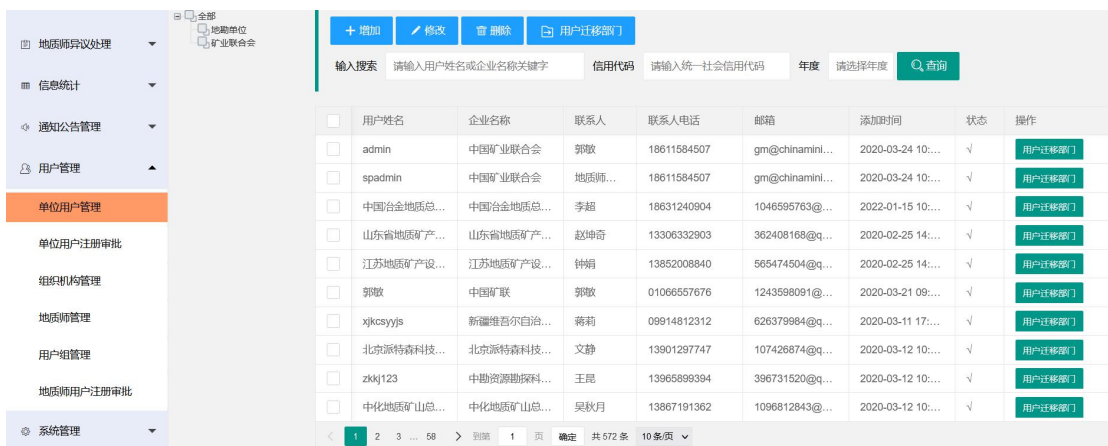 地质师异议处理
信息统计
通知公告管理
用户管理
单位用户管理
单位用户注册审批
组织机构管理
地质师管理
用户组管理
地质师用户注册审批
系统管理
全部
地勘单位
矿业联合会
增加 修改 删除 用户迁移部门
输入搜索 请输入用户姓名或企业名称关键字 信用代码 请输入统一社会信用代码 年度 请选择年度 查询
用户姓名 企业名称 联系人 联系人电话 邮箱 添加时间 状态 操作
admin 中国矿业联合会 郭敏 18611584507 gm@chinamini... 2020-03-24 10:... √ 用户迁移部门
spadmin 中国矿业联合会 地质师... 18611584507 gm@chinamini... 2020-03-24 10:... √ 用户迁移部门
中国冶金地质总... 中国冶金地质总... 李超 18631240904 1046595763@... 2022-01-15 10:... √ 用户迁移部门
山东省地质矿产... 山东省地质矿产... 赵坤奇 13306332903 362408168@q... 2020-02-25 14:... √ 用户迁移部门
江苏地质矿产设... 江苏地质矿产设... 钟娟 13852008840 565474504@q... 2020-02-25 14:... √ 用户迁移部门
郭敏 中国矿联 郭敏 01066557676 1243598091@... 2020-03-21 09:... √ 用户迁移部门
xjkcsyyjs 新疆维吾尔自治... 蒋莉 09914812312 626379984@q... 2020-03-11 17:... √ 用户迁移部门
北京派特森科技... 北京派特森科技... 文静 13901297747 107426874@q... 2020-03-12 10:... √ 用户迁移部门
zkkj123 中勘资源勘探科... 王昆 13965899394 396731520@q... 2020-03-12 10:... √ 用户迁移部门
中化地质矿山总... 中化地质矿山总... 吴秋月 13867191362 1096812843@... 2020-03-12 10:... √ 用户迁移部门
1 2 3 ... 58 到第 1 页 确定 共 572 条 10 条/页